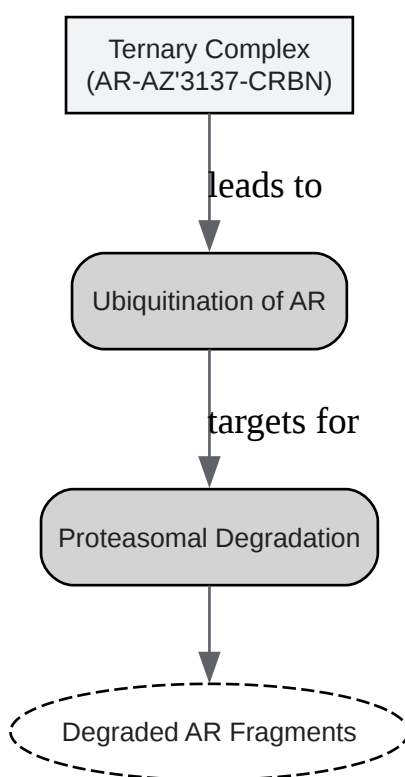 Ternary Complex
(AR-AZ'3137-CRBN)
leads to
Ubiquitination of AR
targets for
Proteasomal Degradation
Degraded AR Fragments